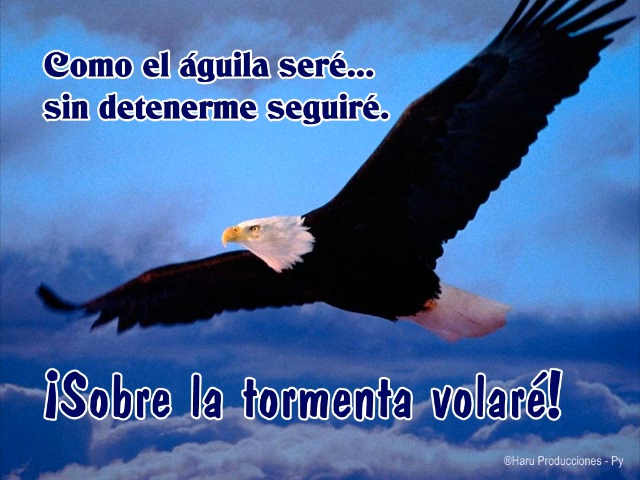 Como el águila seré...
sin detenerme seguiré.
¡Sobre la tormenta volaré!
®Haru Producciones - Py